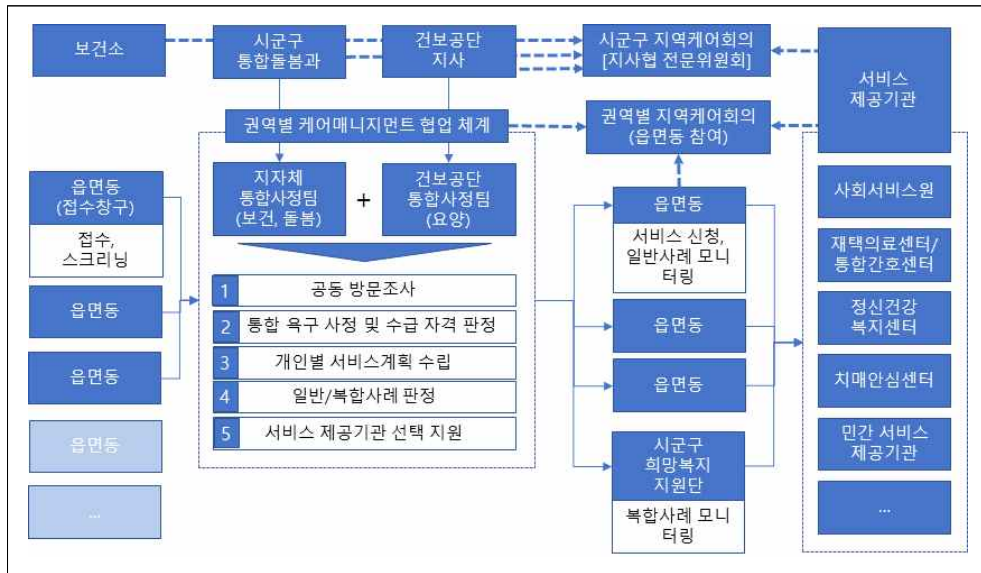 보건소
시군구
통합돌봄과
건보공단
지사
시군구 지역케어회의
[지사협 전문위원회]
서비스
제공기관
권역별 케어매니지먼트 협업 체계
권역별 지역케어회의
(읍면동 참여)
읍면동
(접수창구)
접수,
스크리닝
읍면동
읍면동
읍면동
...
지자체
통합사정팀
(보건, 돌봄)
+
건보공단
통합사정팀
(요양)
1 공동 방문조사
2 통합 욕구 사정 및 수급 자격 판정
3 개인별 서비스계획 수립
4 일반/복합사례 판정
5 서비스 제공기관 선택 지원
읍면동
서비스 신청,
일반사례 모니
터링
읍면동
읍면동
시군구
희망복지
지원단
복합사례 모니
터링
사회서비스원
재택의료센터/
통합간호센터
정신건강
복지센터
치매안심센터
민간 서비스
제공기관
...